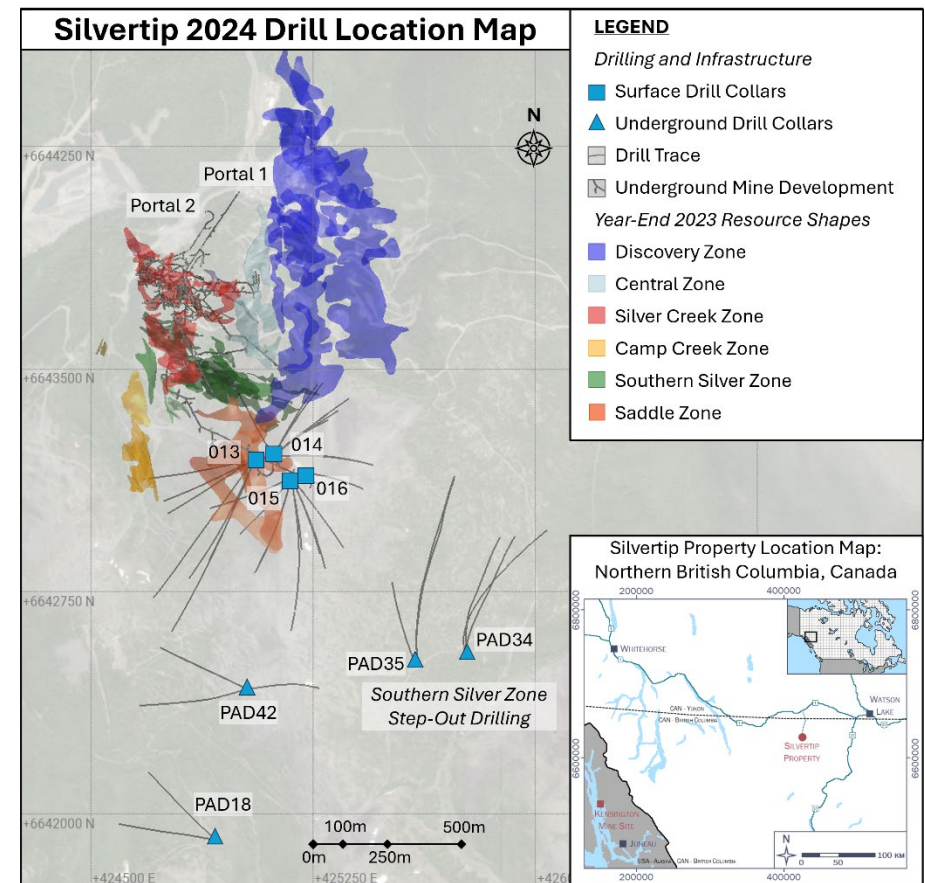 Silvertip 2024 Drill Location Map
LEGEND
Drilling and Infrastructure
Surface Drill Collars
Underground Drill Collars
Drill Trace
Underground Mine Development
Year-End 2023 Resource Shapes
Discovery Zone
Central Zone
Silver Creek Zone
Camp Creek Zone
Southern Silver Zone
Saddle Zone
N
+6644250 N
Portal 1
Portal 2
+6643500 N
013
014
015
016
+6642750 N
PAD35
PAD34
Southern Silver Zone
Step-Out Drilling
PAD42
PAD18
+6642000 N
100m
500m
0m
250m
+424500 E
+425250 E
+4260
Silvertip Property Location Map:
Northern British Columbia, Canada
200000
400000
6800000
6800000
WHITEHORSE
WATSON
LAKE
CAN - YUKON
CAN - BRITISH COLUMBIA
SILVERTIP
PROPERTY
6600000
6600000
KENSINGTON
MINE SITE
JUNEAU
USA - ALASKA
CAN - BRITISH COLUMBIA
N
0
50
100 KM
200000
400000